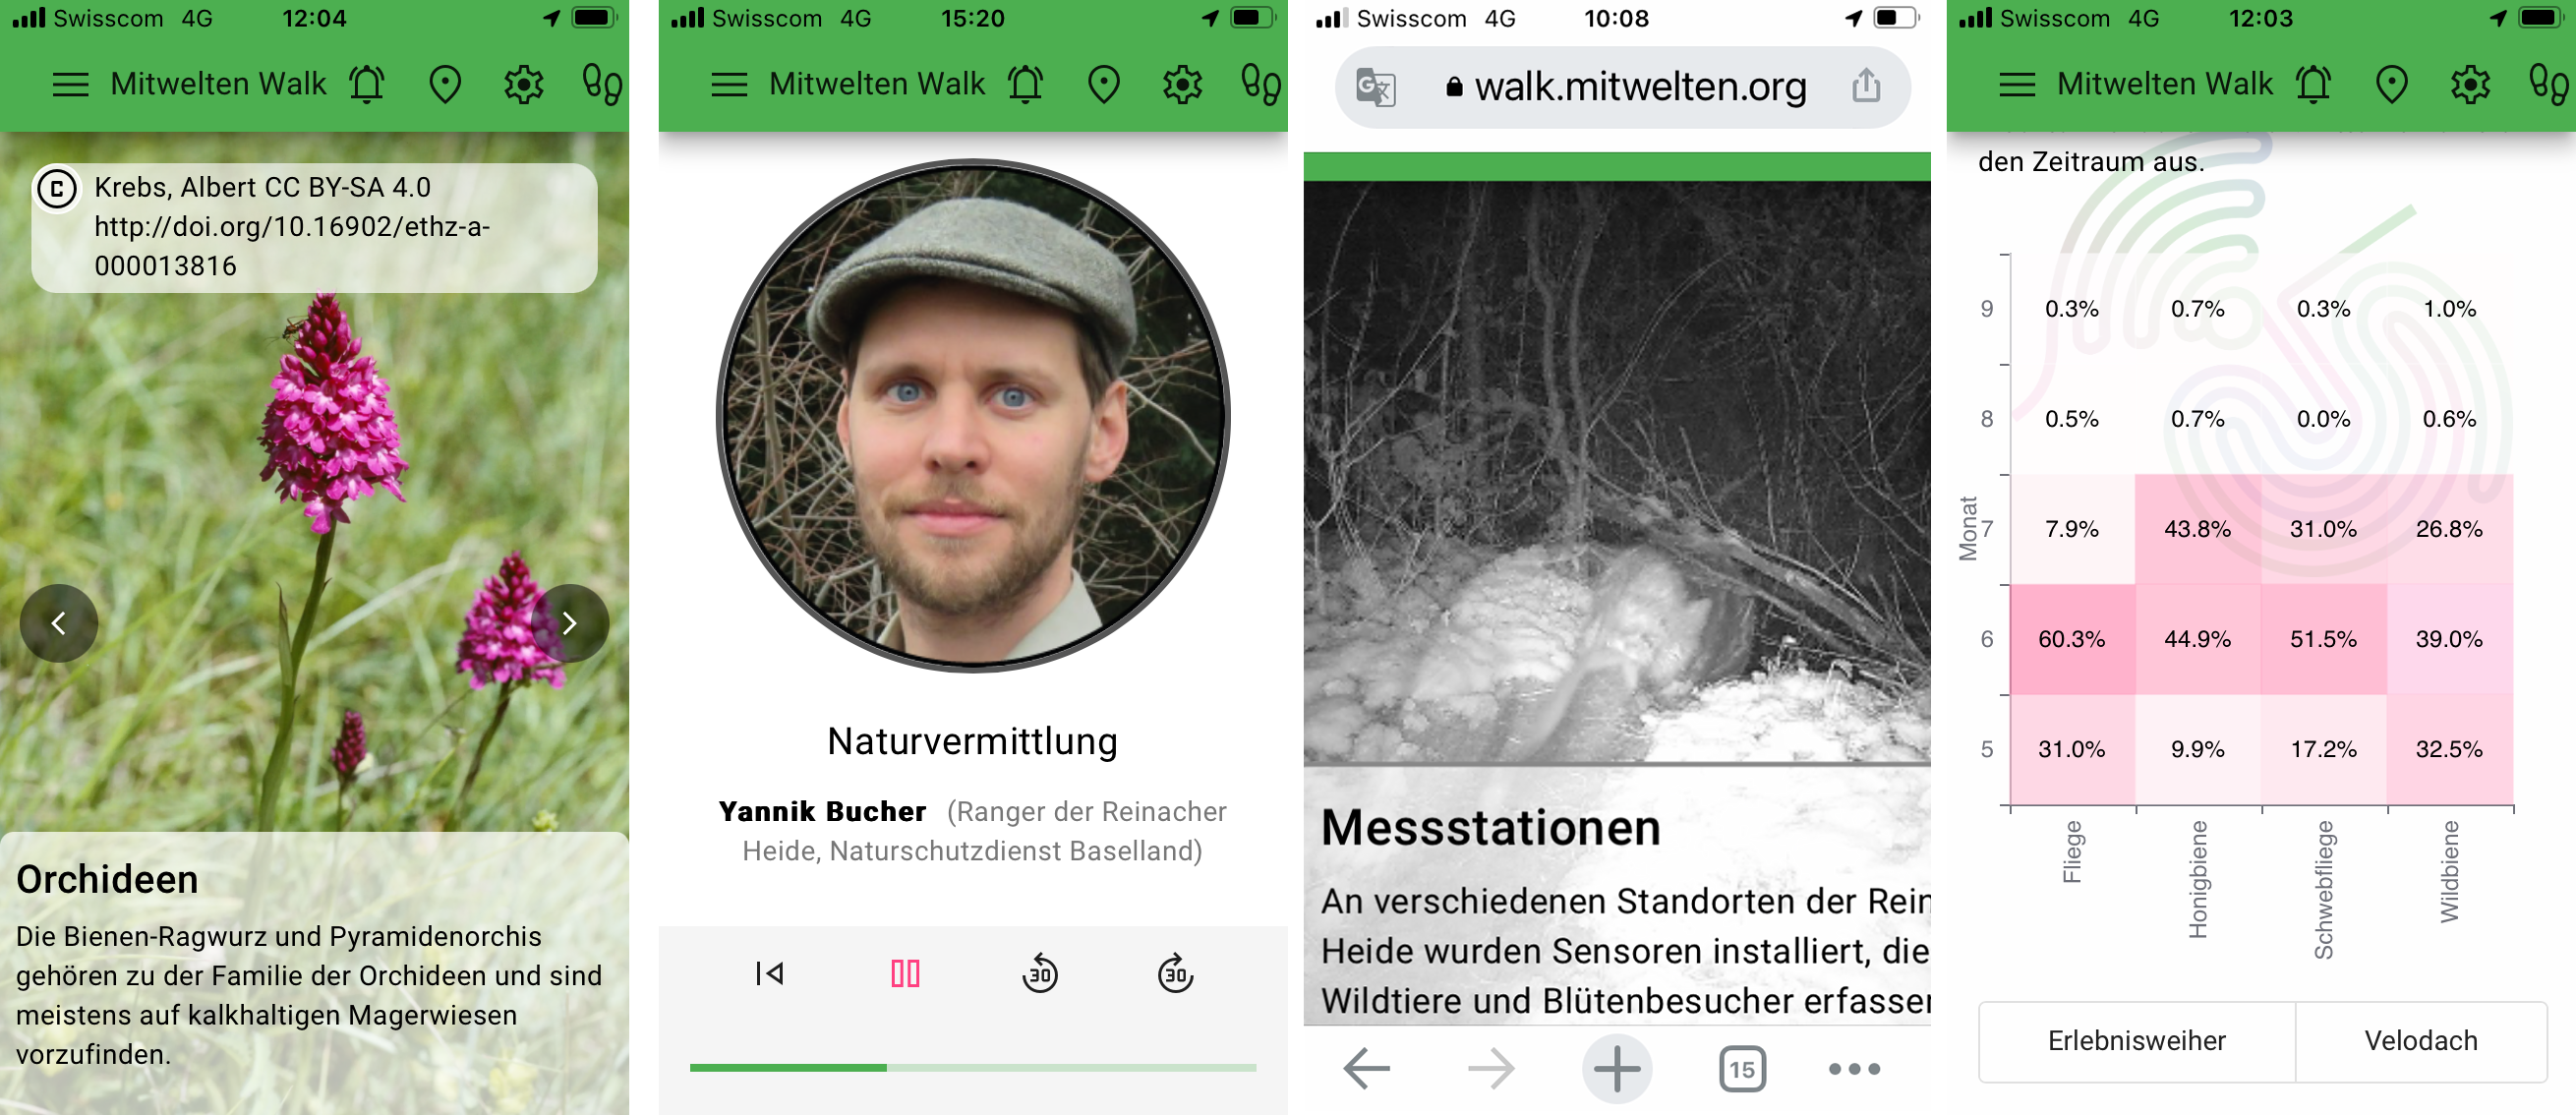 Swisscom 4G 12:04
Mitwelten Walk
Krebs, Albert CC BY-SA 4.0
http://doi.org/10.16902/ethz-a-
000013816
Orchideen
Die Bienen-Ragwurz und Pyramidenorchis
gehören zu der Familie der Orchideen und sind
meistens auf kalkhaltigen Magerwiesen
vorzufinden.
Swisscom 4G 15:20
Mitwelten Walk
Naturvermittlung
Yannik Bucher (Ranger der Reinacher
Heide, Naturschutzdienst Baselland)
30 30
Swisscom 4G 10:08
walk.mitwelten.org
Messstationen
An verschiedenen Standorten der Rein
Heide wurden Sensoren installiert, die
Wildtiere und Blütenbesucher erfassen
15
Swisscom 4G 12:03
Mitwelten Walk
den Zeitraum aus.
9 0.3% 0.7% 0.3% 1.0%
8 0.5% 0.7% 0.0% 0.6%
Monat
7 7.9% 43.8% 31.0% 26.8%
6 60.3% 44.9% 51.5% 39.0%
5 31.0% 9.9% 17.2% 32.5%
Fliege Honigbiene Schwebfliege Wildbiene
Erlebnisweiher Velodach